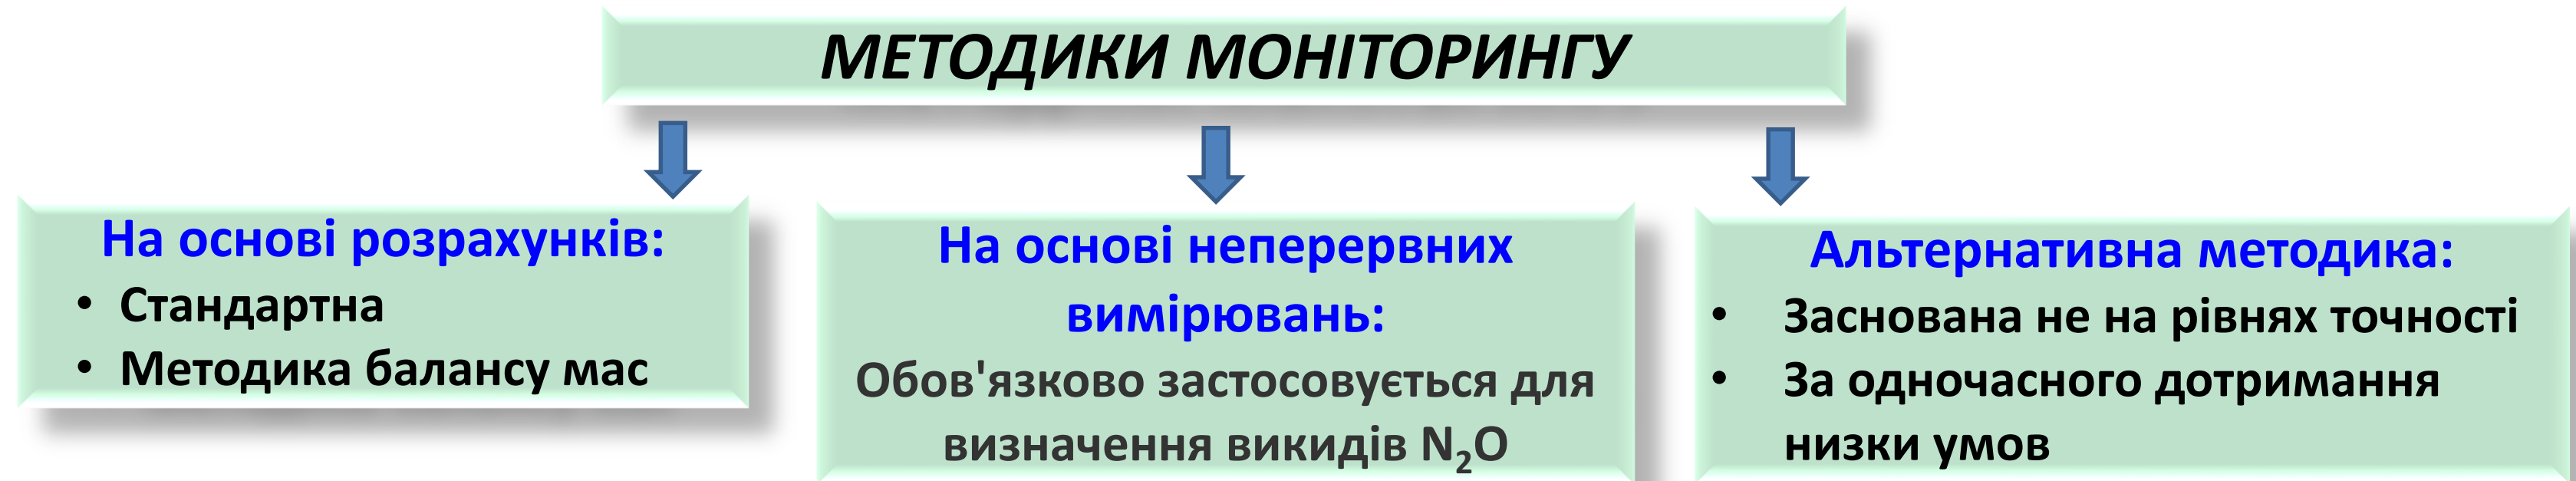 МЕТОДИКИ МОНІТОРИНГУ
На основі розрахунків:
• Стандартна
• Методика балансу мас
На основі неперервних
вимірювань:
Обов'язково застосовується для
визначення викидів N₂O
Альтернативна методика:
• Заснована не на рівнях точності
• За одночасного дотримання
низки умов